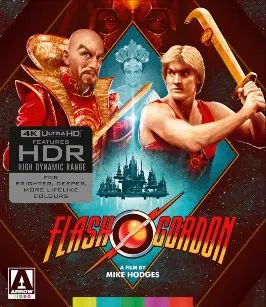 4K ULTRA HD
FEATURES
HDR
HIGH DYNAMIC RANGE
FOR
BRIGHTER, DEEPER,
MORE LIFELIKE
COLOURS
FLASH GORDON
A FILM BY
MIKE HODGES
ARROW
VIDEO